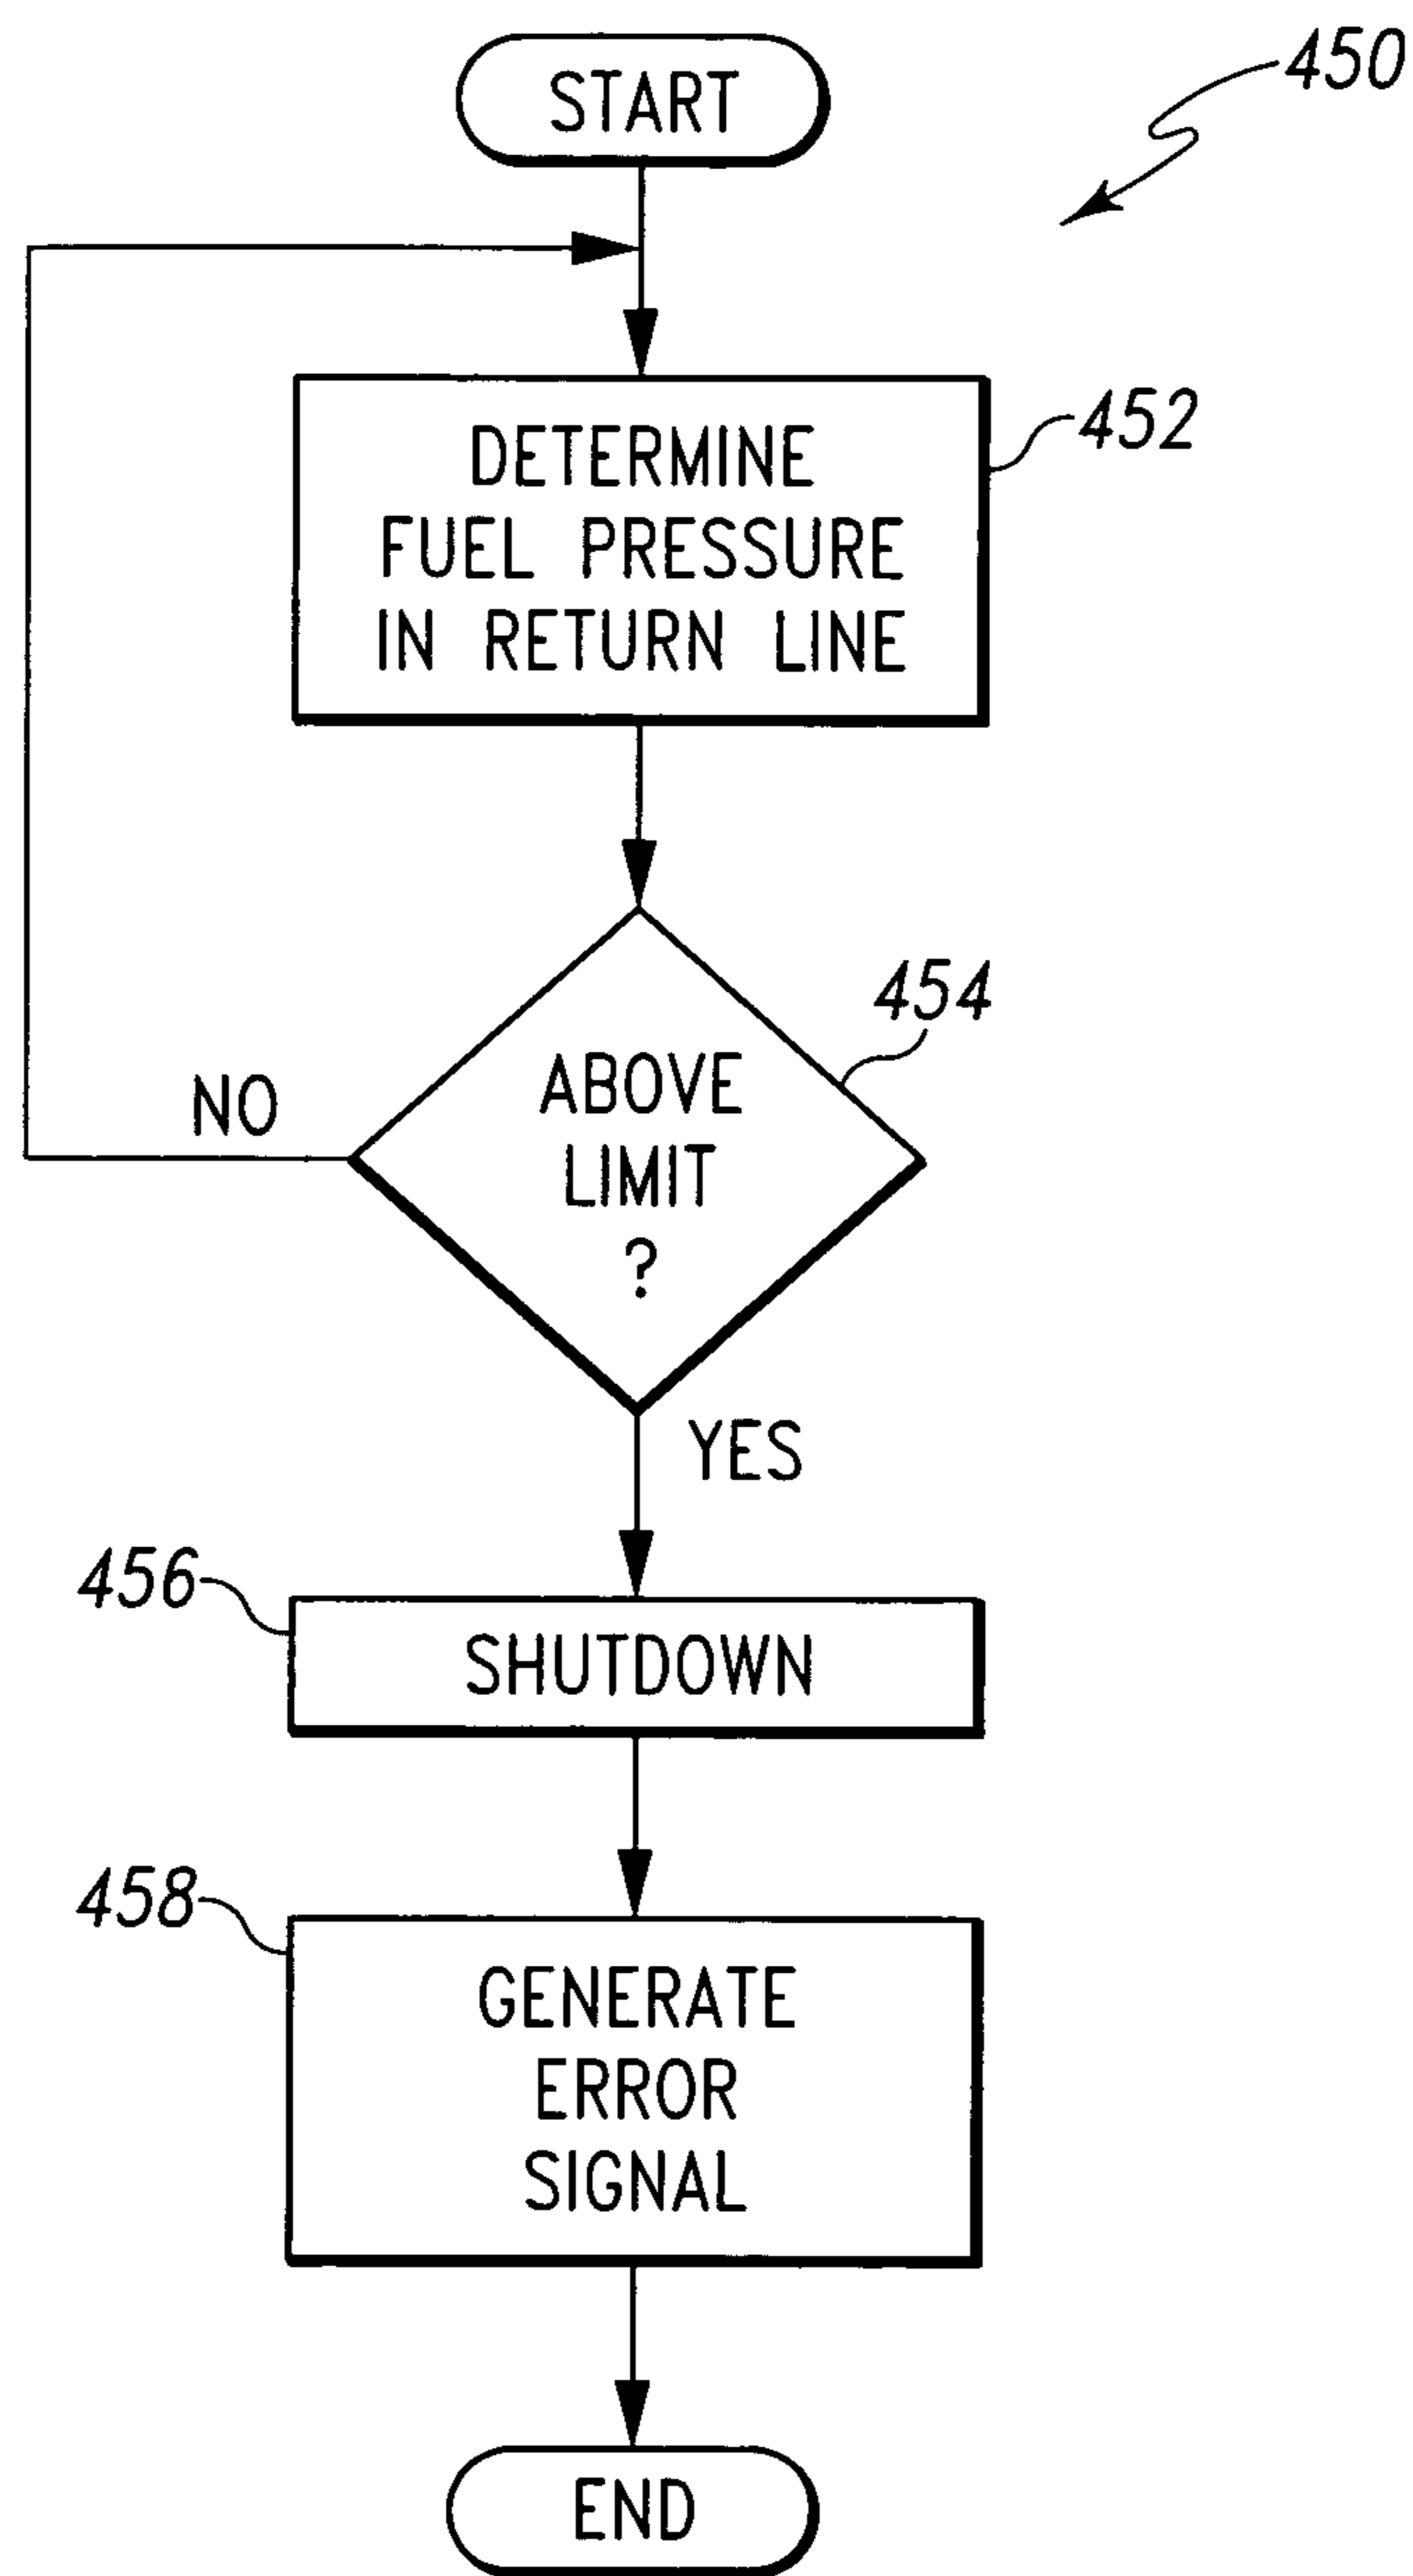 START
450
DETERMINE
FUEL PRESSURE
IN RETURN LINE
452
454
ABOVE
LIMIT
?
NO
YES
456
SHUTDOWN
458
GENERATE
ERROR
SIGNAL
END